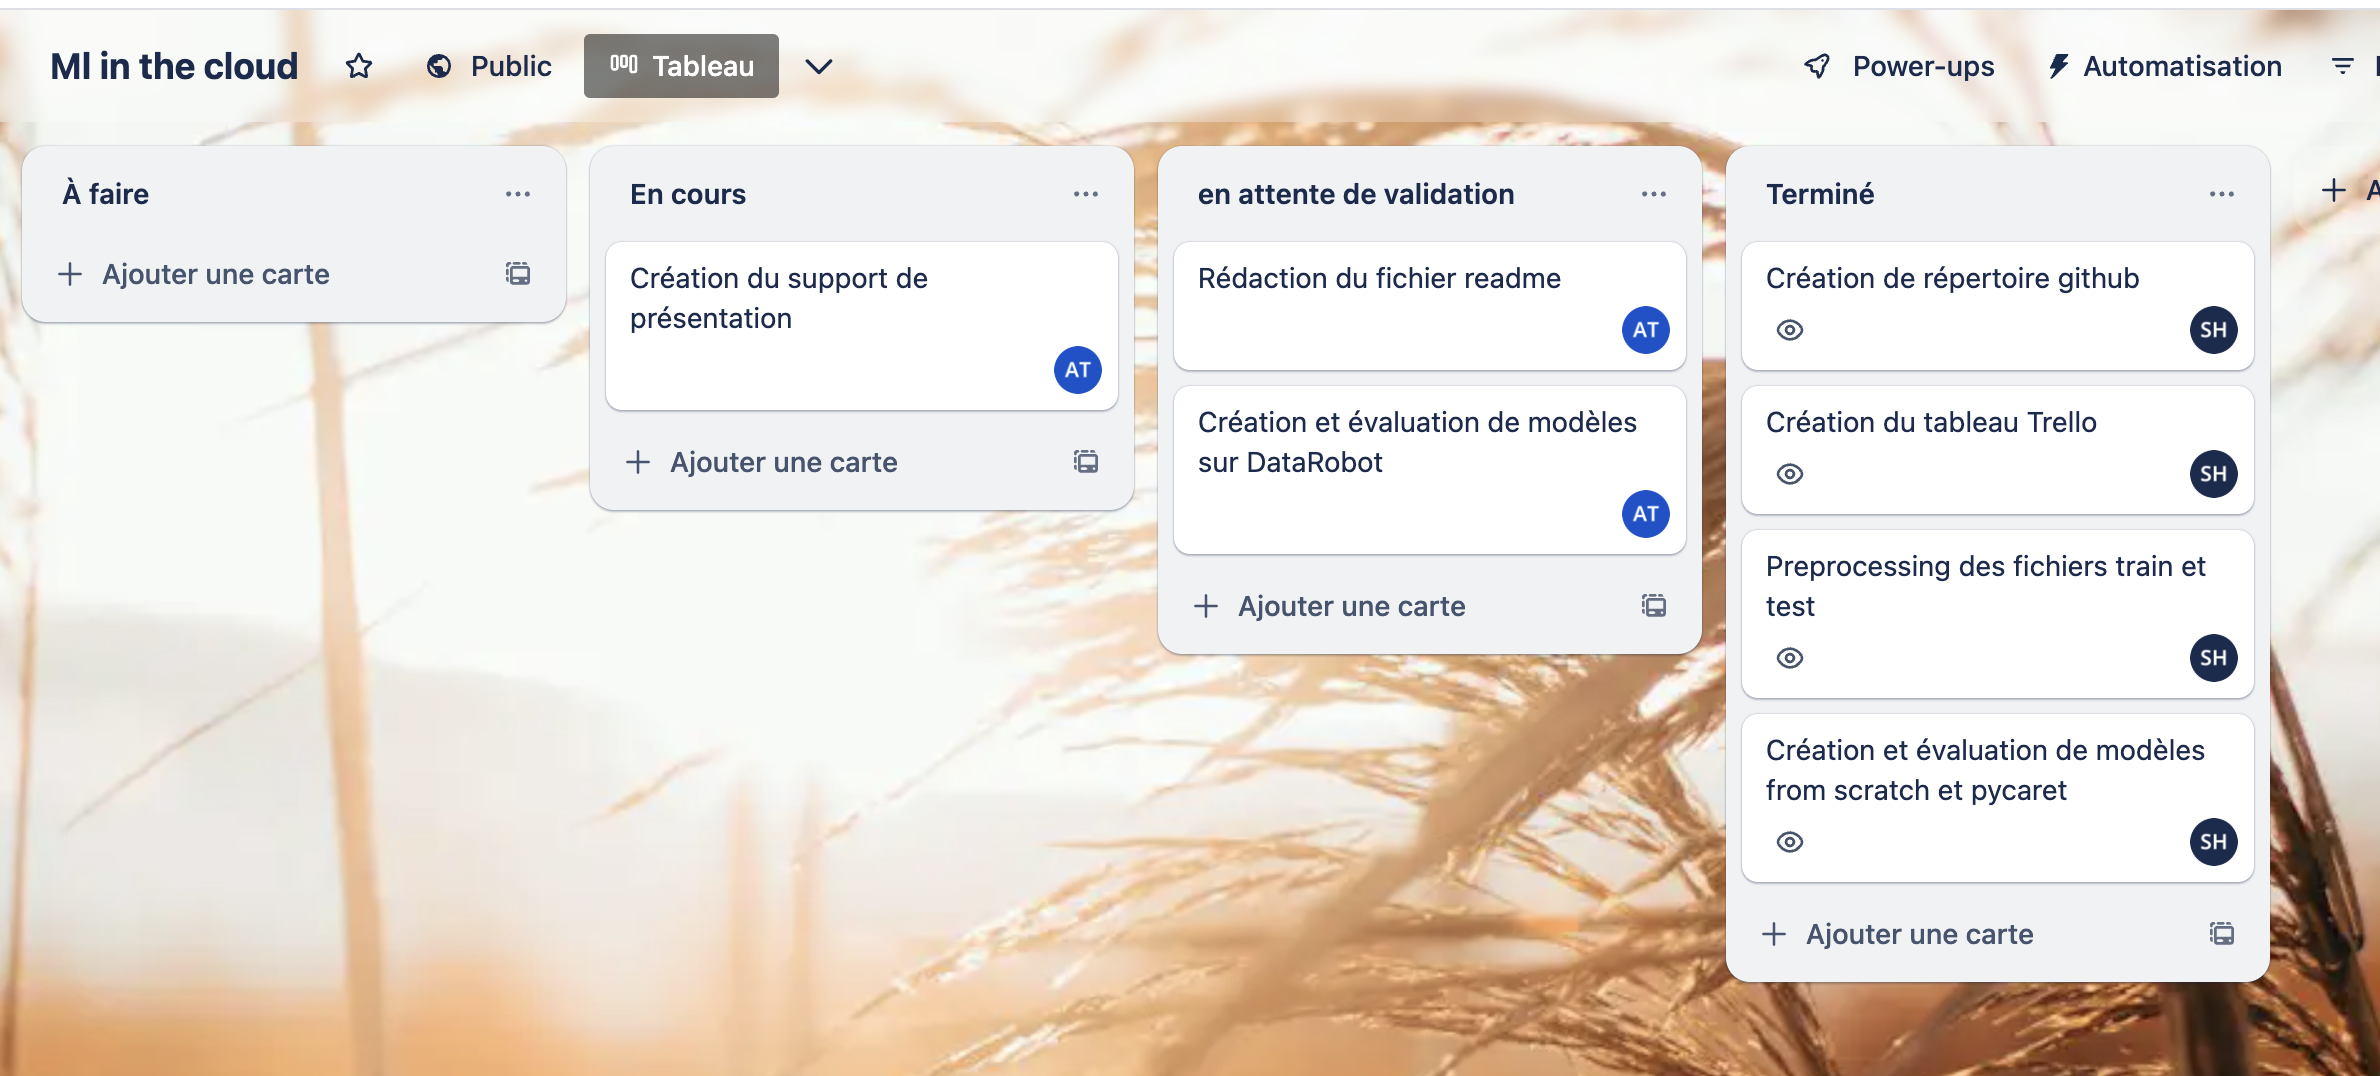 Ml in the cloud
Public
Tableau
Power-ups
Automatisation
À faire
Ajouter une carte
En cours
Création du support de
présentation
AT
Ajouter une carte
en attente de validation
Rédaction du fichier readme
AT
Création et évaluation de modèles
sur DataRobot
AT
Ajouter une carte
Terminé
Création de répertoire github
SH
Création du tableau Trello
SH
Preprocessing des fichiers train et
test
SH
Création et évaluation de modèles
from scratch et pycaret
SH
Ajouter une carte